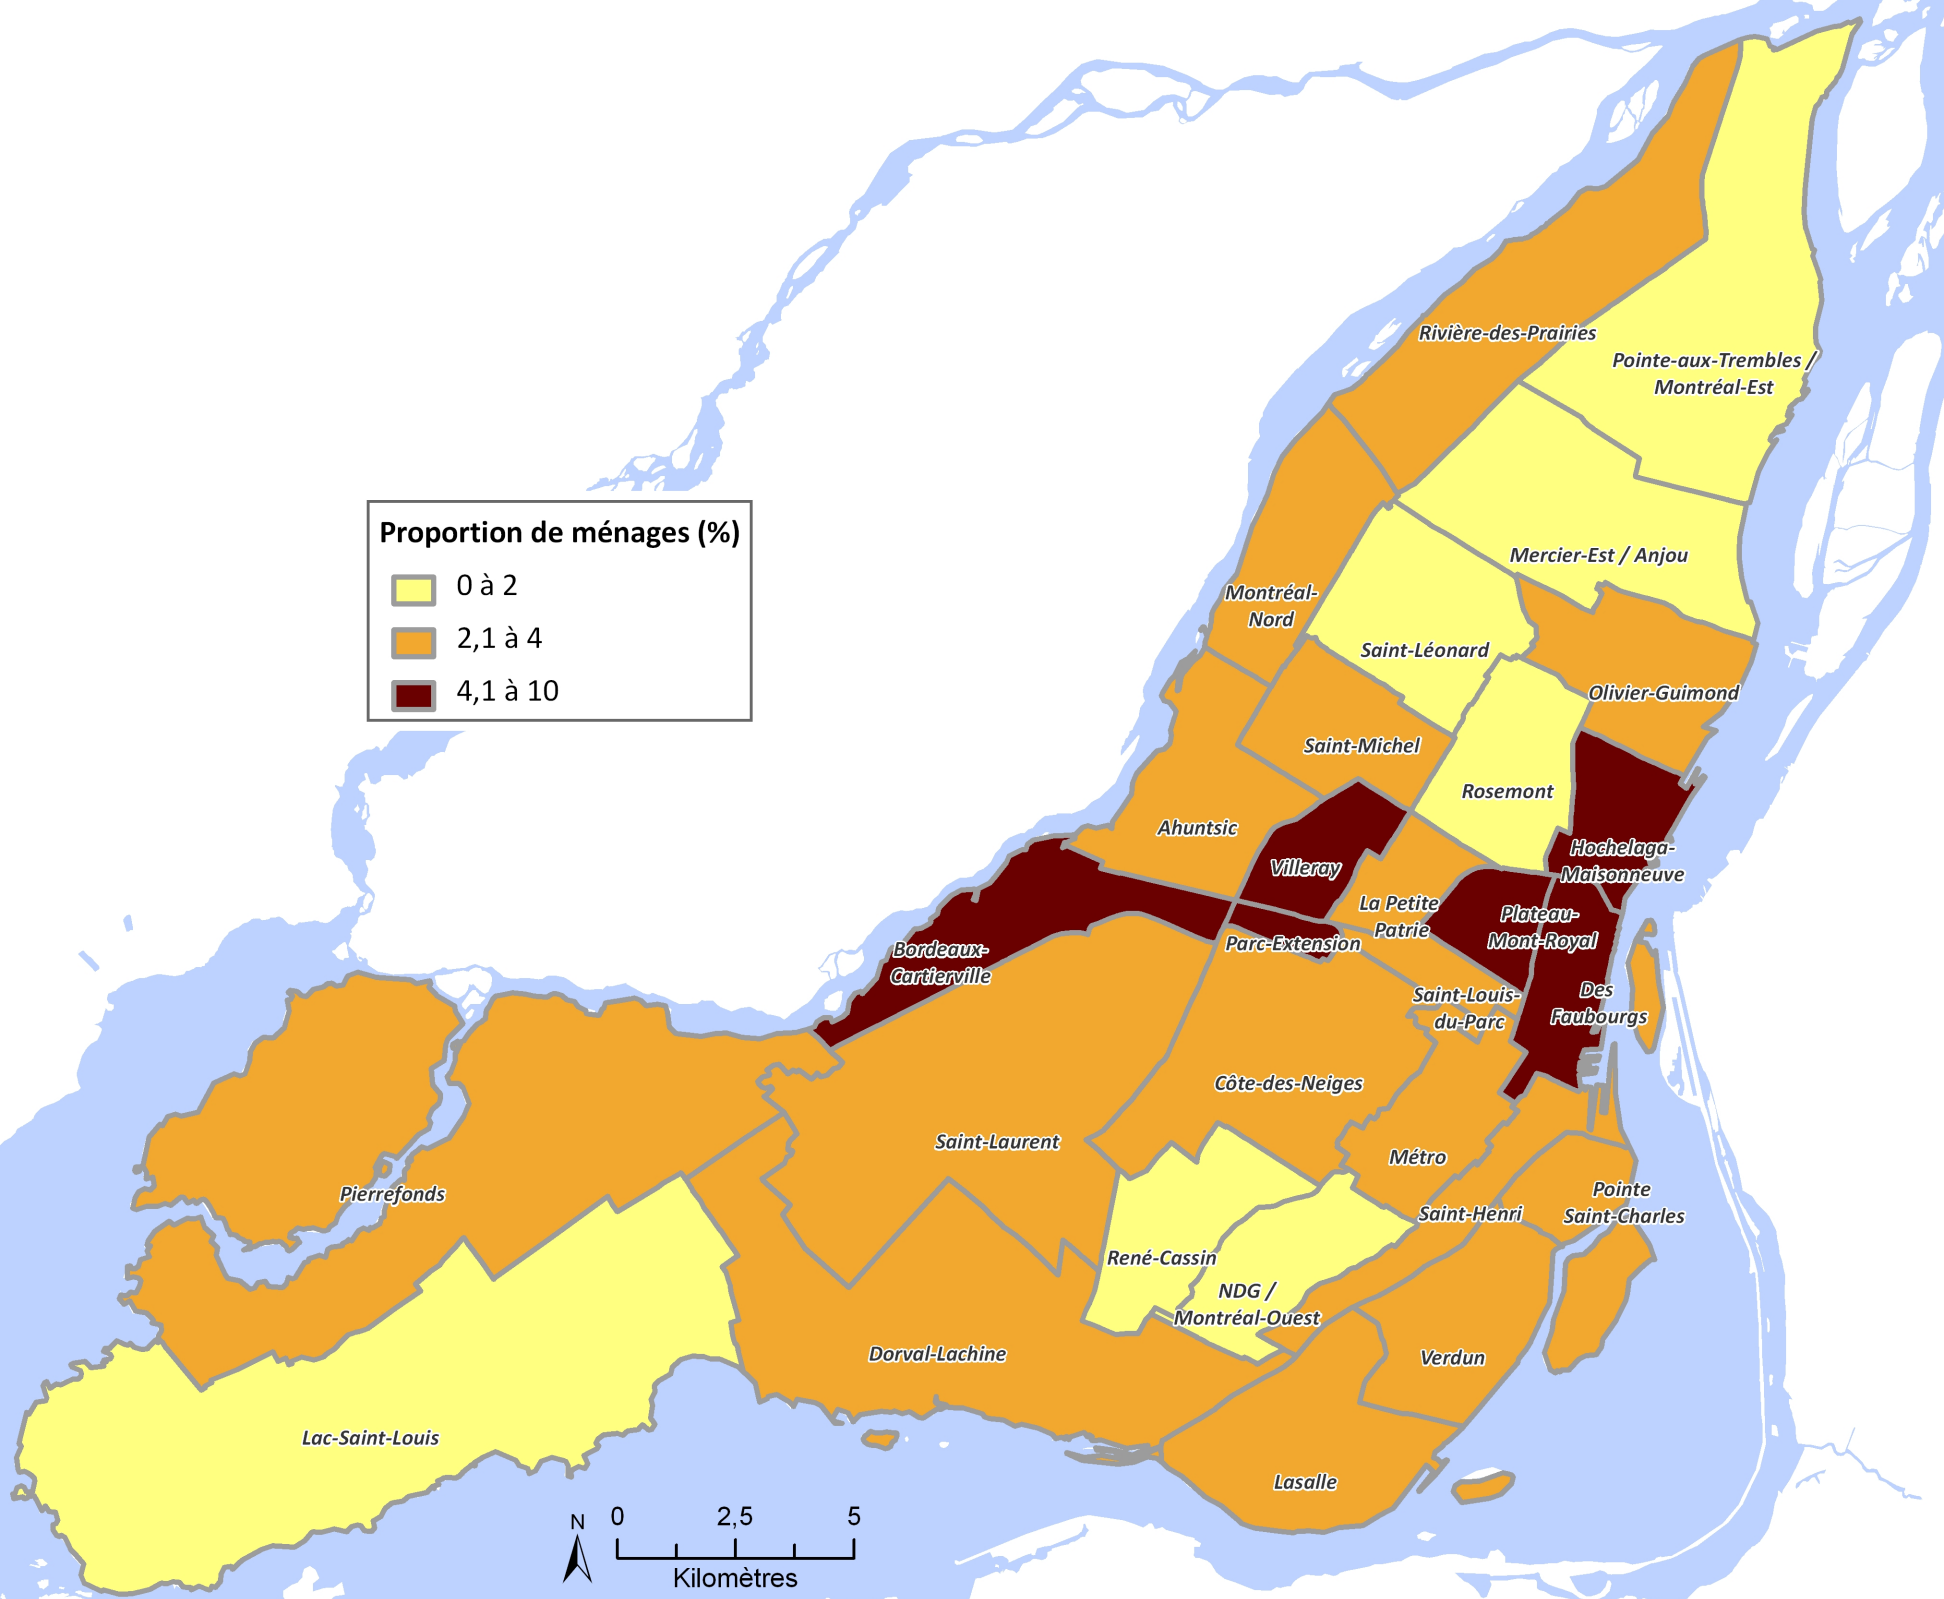 Rivière-des-Prairies
Pointe-aux-Trembles /
Montréal-Est
Proportion de ménages (%)
0 à 2
2,1 à 4
4,1 à 10
Mercier-Est / Anjou
Montréal-
Nord
Saint-Léonard
Olivier-Guimond
Saint-Michel
Rosemont
Ahuntsic
Villeray
Hochelaga-
Maisonneuve
La Petite
Patrie
Plateau-
Mont-Royal
Parc-Extension
Bordeaux-
Cartierville
Saint-Louis-
du-Parc
Des
Faubourgs
Côte-des-Neiges
Saint-Laurent
Métro
Pierrefonds
Pointe
Saint-Charles
Saint-Henri
René-Cassin
NDG /
Montréal-Ouest
Dorval-Lachine
Verdun
Lac-Saint-Louis
Lasalle
N
0 2,5 5
Kilomètres